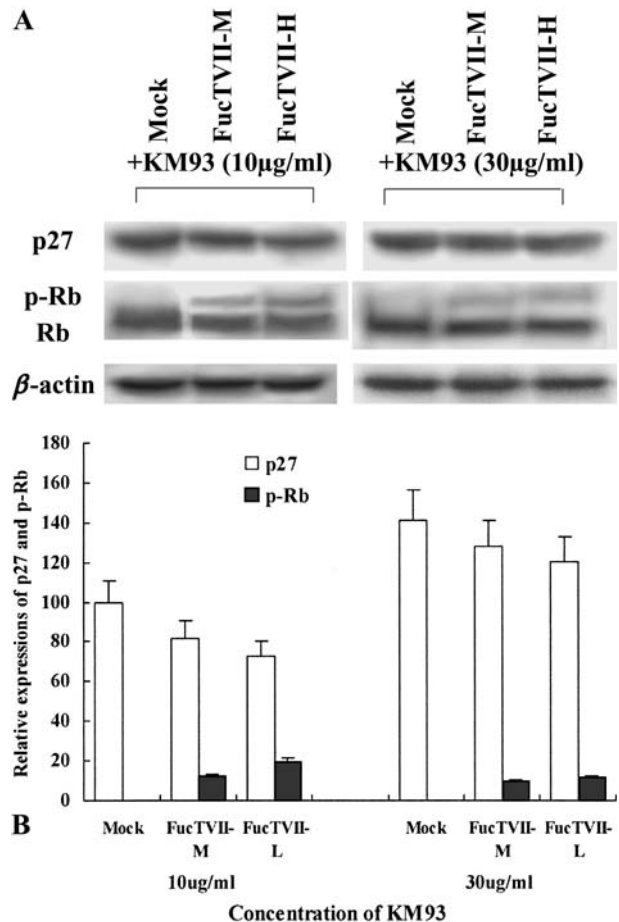 A
Mock
FucTVII-M
FucTVII-H
Mock
FucTVII-M
FucTVII-H
+KM93 (10μg/ml)
+KM93 (30μg/ml)
p27
p-Rb
Rb
β-actin
Relative expressions of p27 and p-Rb
180
160
140
120
100
80
60
40
20
0
p27
p-Rb
B
Mock
FucTVII-
M
FucTVII-
L
Mock
FucTVII-
M
FucTVII-
L
10ug/ml
30ug/ml
Concentration of KM93